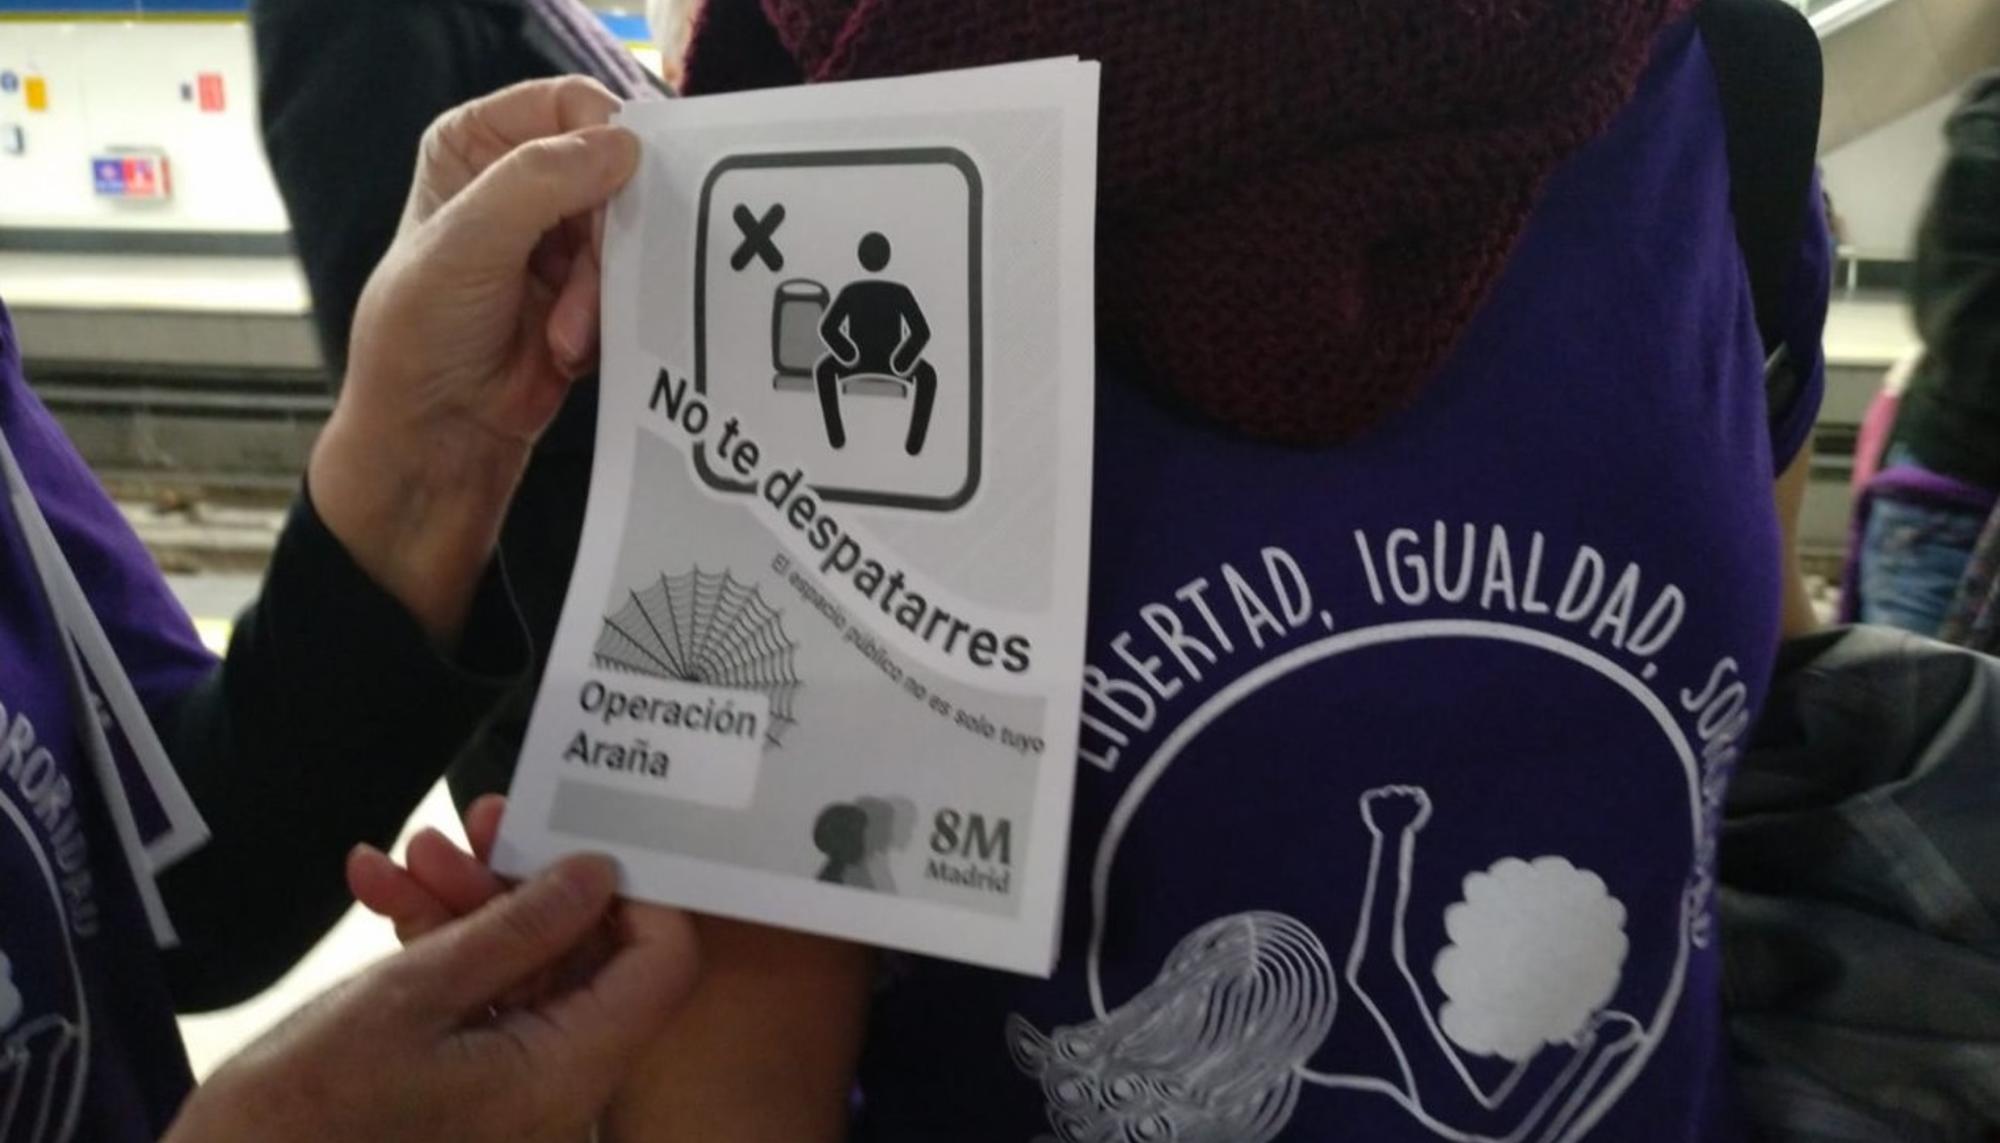 No te despatarres
El espacio público no es solo tuyo
Operación
Araña
8M
Madrid
LIBERTAD, IGUALDAD,